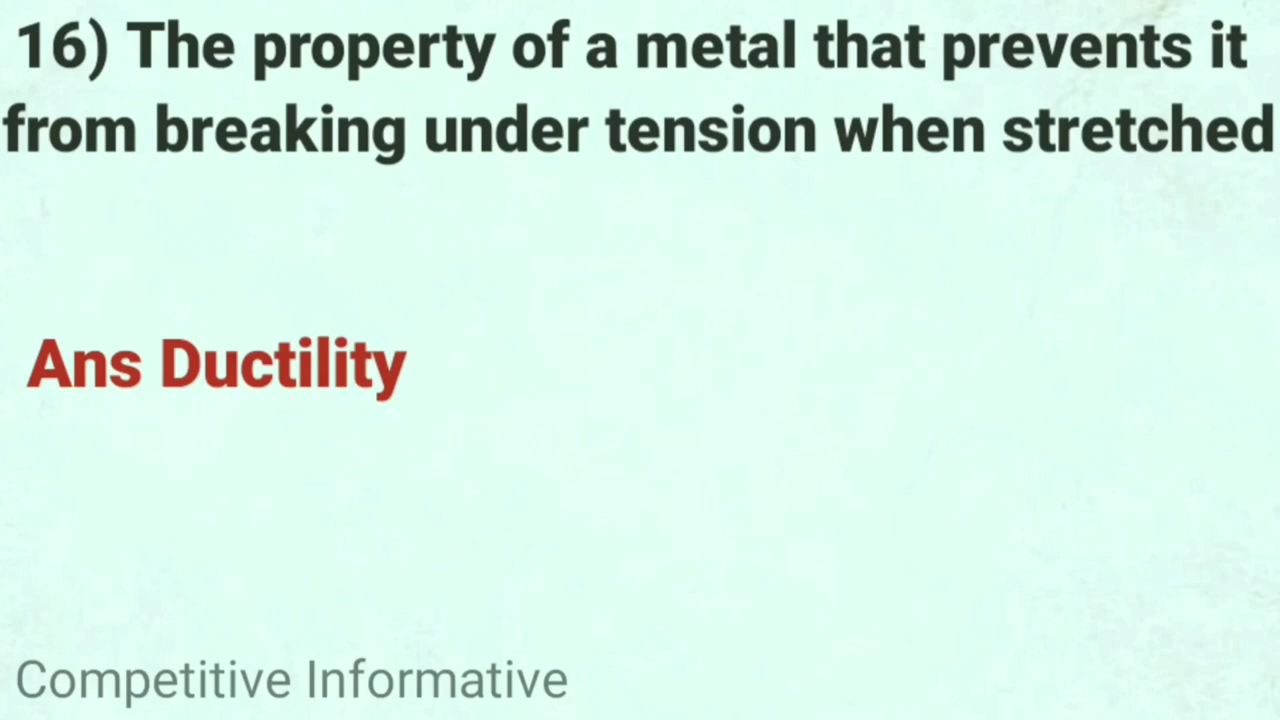 16) The property of a metal that prevents it
from breaking under tension when stretched
Ans Ductility
Competitive Informative